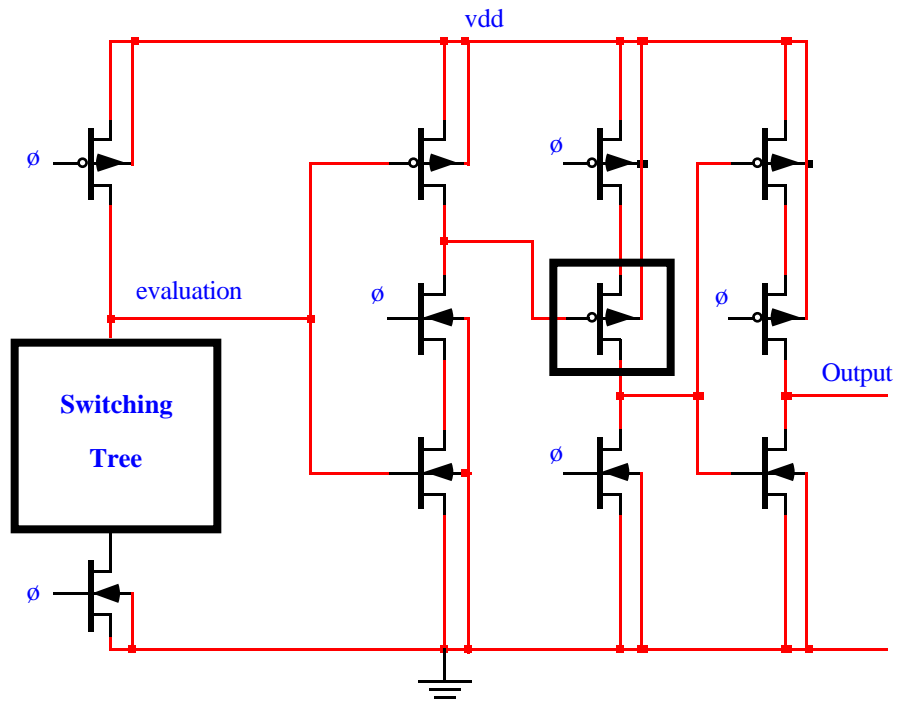 vdd
ø
ø
evaluation
ø
ø
Output
Switching
Tree
ø
ø